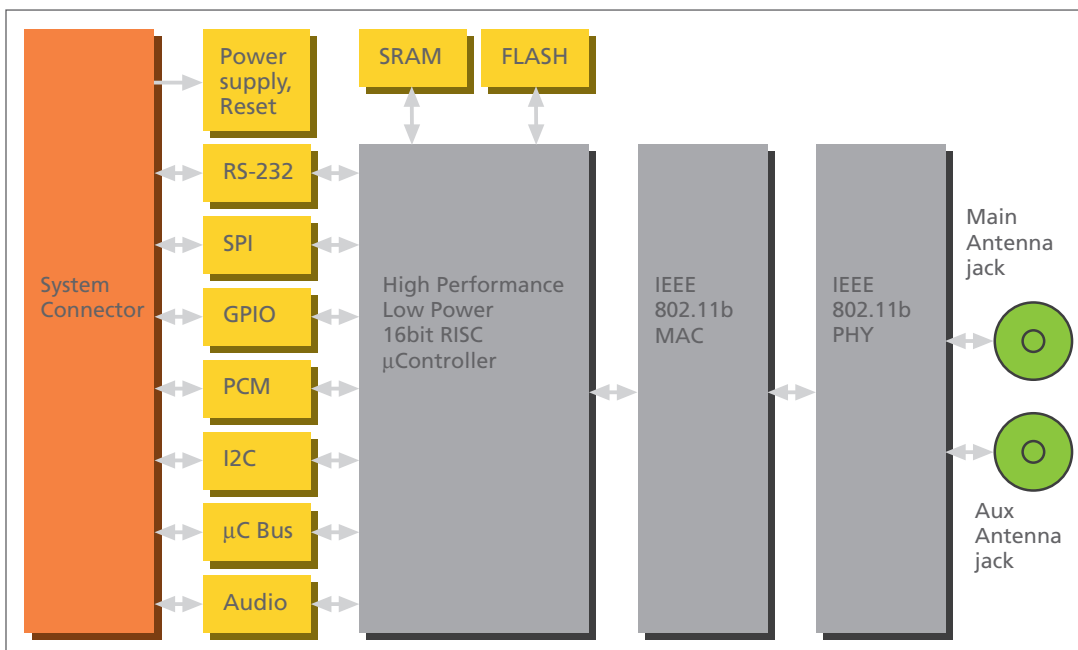 System
Connector
Power
supply,
Reset
RS-232
SPI
GPIO
PCM
I2C
µC Bus
Audio
SRAM
FLASH
High Performance
Low Power
16bit RISC
µController
IEEE
802.11b
MAC
IEEE
802.11b
PHY
Main
Antenna
jack
Aux
Antenna
jack